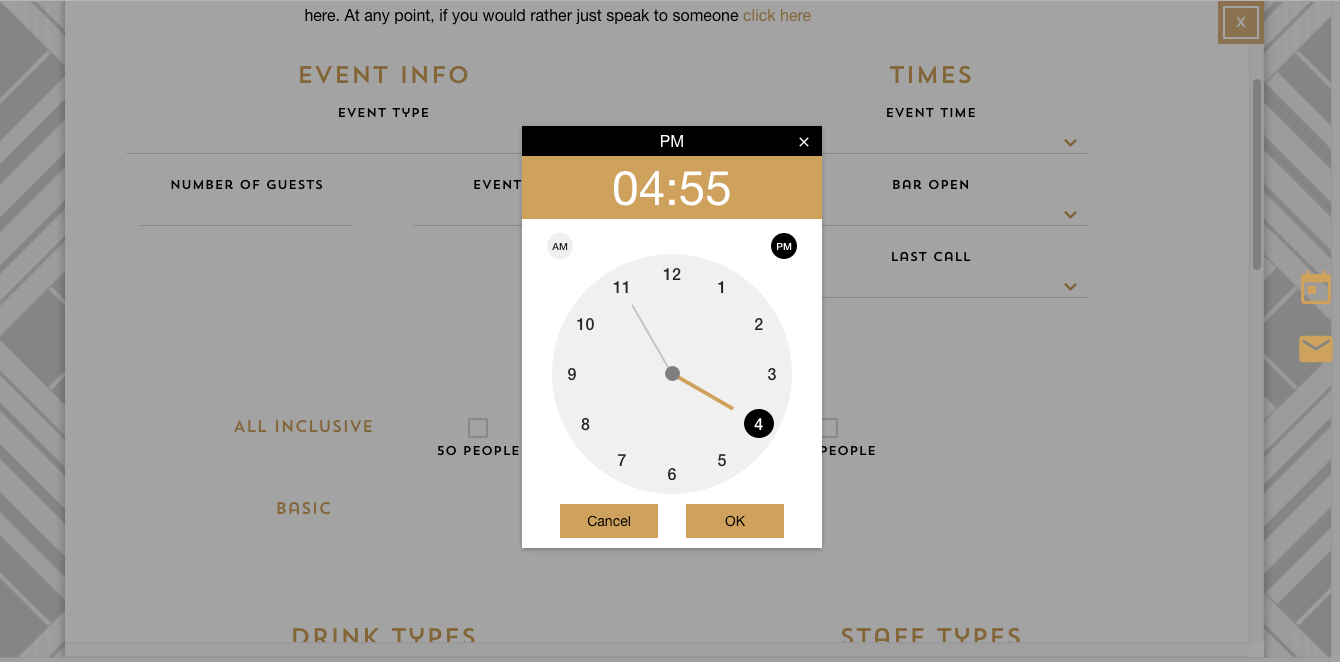 here. At any point, if you would rather just speak to someone click here
X
EVENT INFO
TIMES
EVENT TYPE
EVENT TIME
PM ×
04:55
NUMBER OF GUESTS
EVENT
BAR OPEN
AM
PM
LAST CALL
12
11
1
10
2
9
3
8
4
7
5
6
ALL INCLUSIVE
50 PEOPLE
PEOPLE
BASIC
Cancel
OK
DRINK TYPES
STAFF TYPES